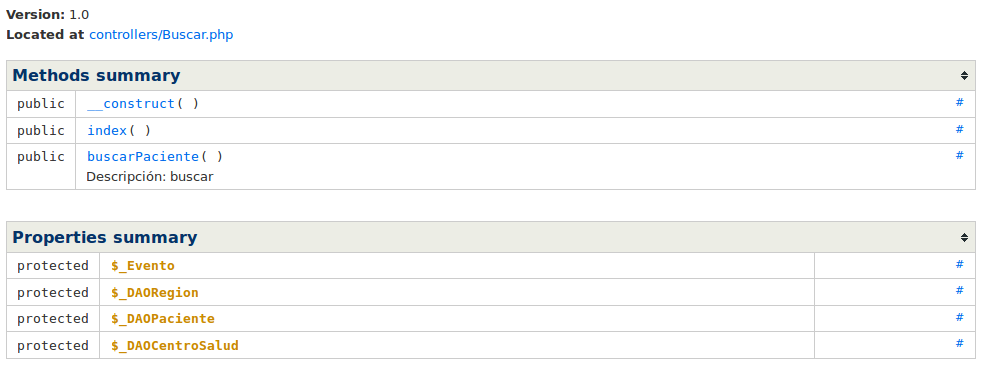 Version: 1.0
Located at controllers/Buscar.php
Methods summary
public __construct( ) #
public index( ) #
public buscarPaciente( ) #
Descripción: buscar
Properties summary
protected $_Evento #
protected $_DAORegion #
protected $_DAOPaciente #
protected $_DAOCentroSalud #